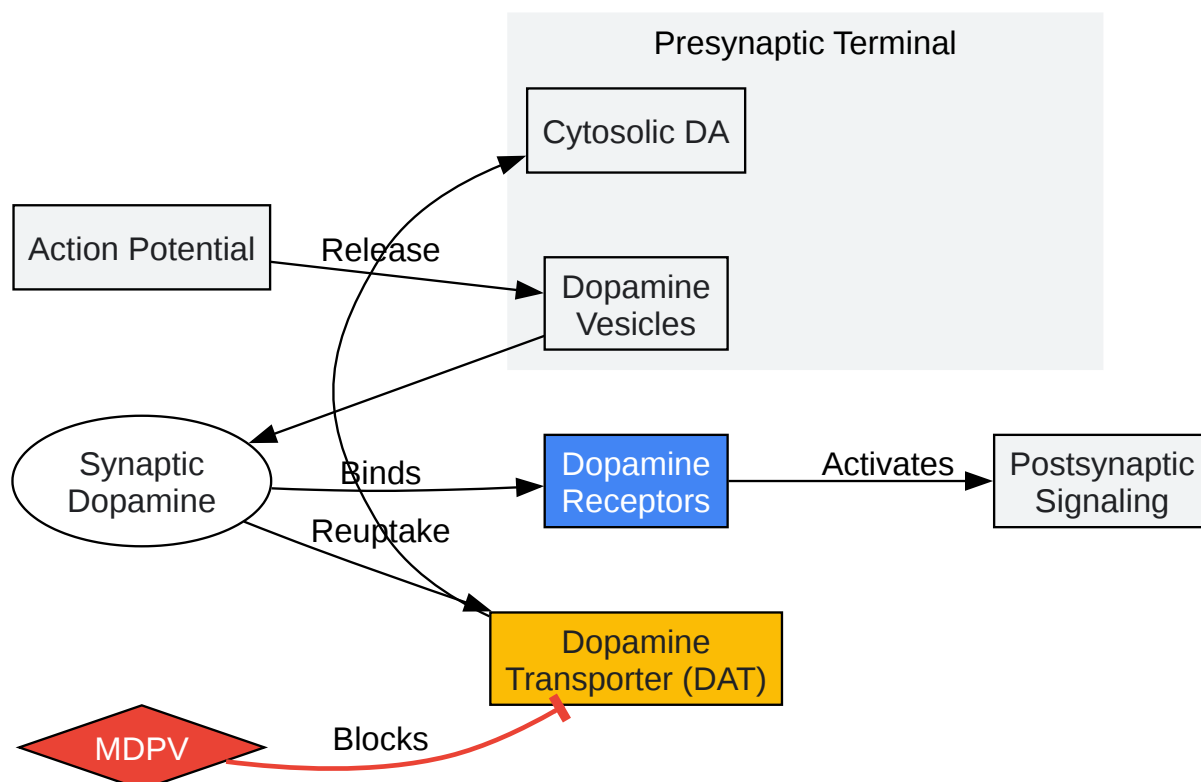 Presynaptic Terminal
Cytosolic DA
Action Potential
Release
Dopamine
Vesicles
Synaptic
Dopamine
Binds
Dopamine
Receptors
Activates
Postsynaptic
Signaling
Reuptake
Dopamine
Transporter (DAT)
MDPV
Blocks